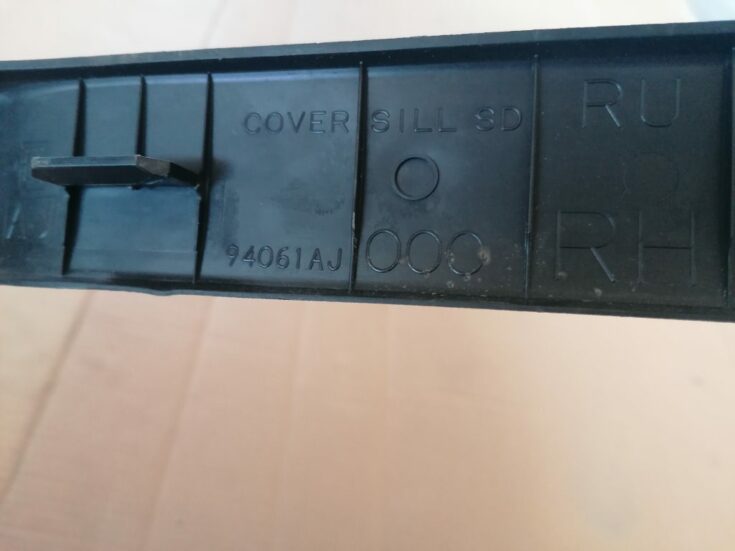 COVER SILL SD
RU
94061AJ 000
RH